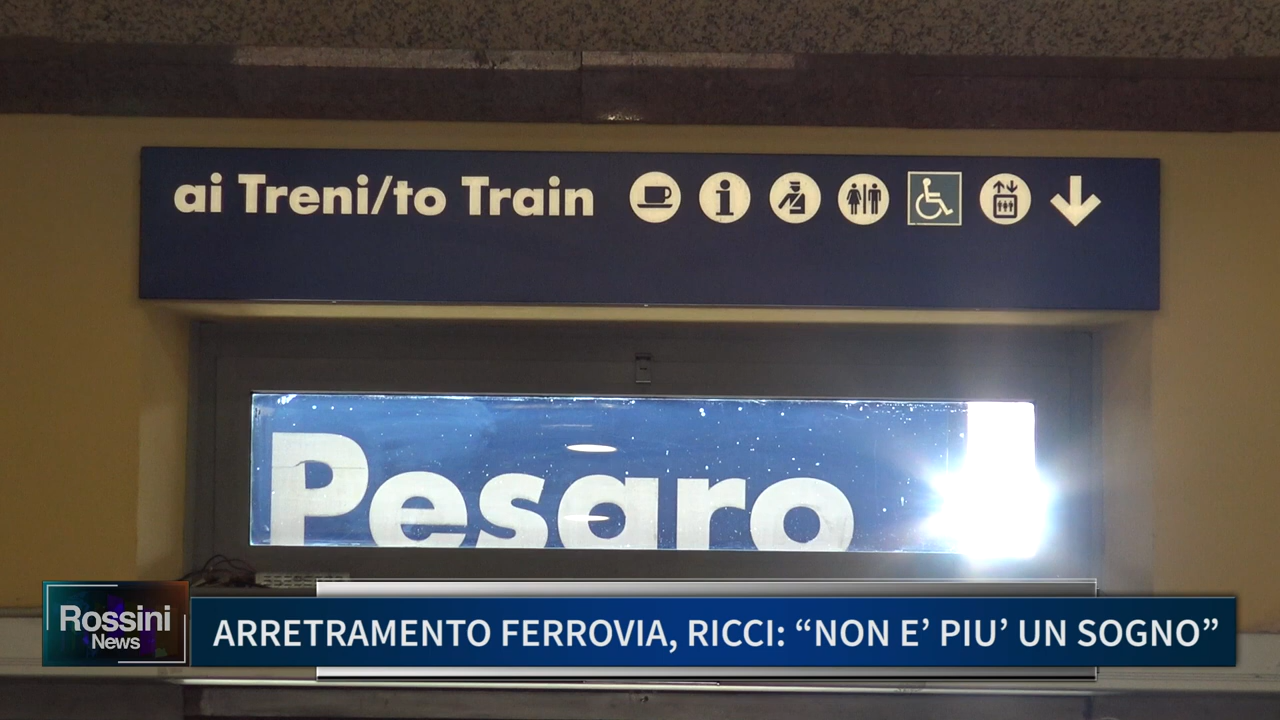 ai Treni/to Train
Pesaro
Rossini
News
ARRETRAMENTO FERROVIA, RICCI: “NON E’ PIU’ UN SOGNO”